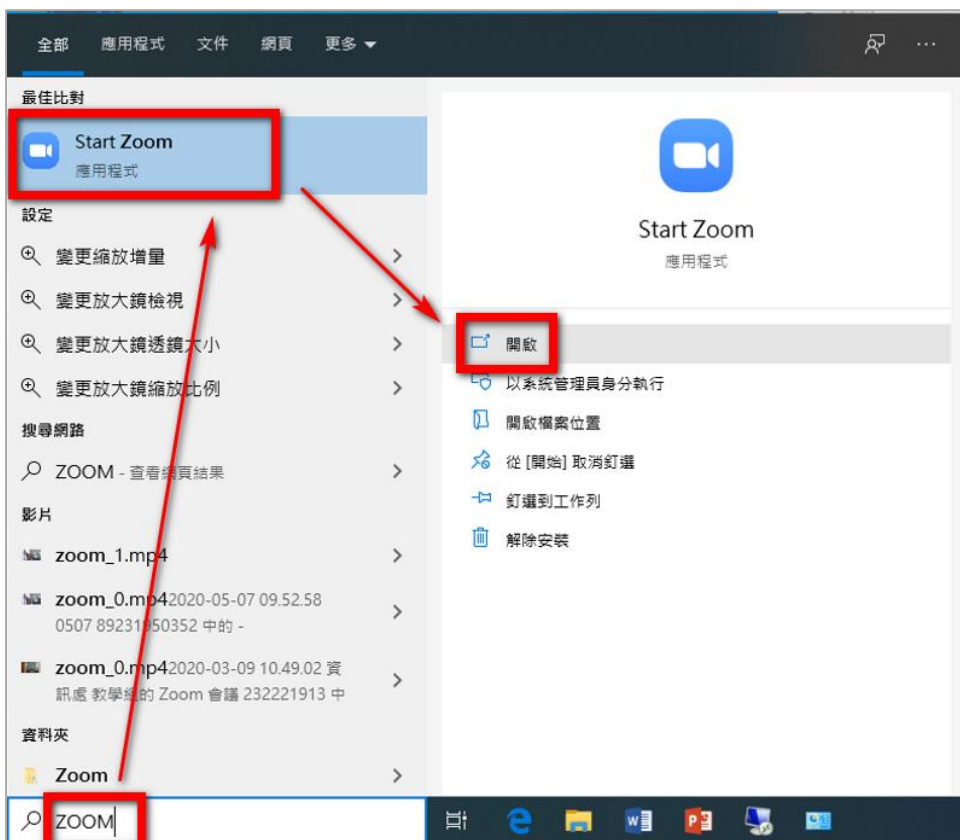 全部 應用程式 文件 網頁 更多
最佳比對
Start Zoom
應用程式
設定
變更縮放增量
變更放大鏡檢視
變更放大鏡透鏡大小
變更放大鏡縮放比例
搜尋網路
ZOOM - 查看網頁結果
影片
zoom_1.mp4
zoom_0.mp42020-05-07 09.52.58
0507 89231950352 中的 -
zoom_0.mp42020-03-09 10.49.02 資
訊處 教學組的 Zoom 會議 232221913 中
資料夾
Zoom
ZOOM
Start Zoom
應用程式
開啟
以系統管理員身分執行
開啟檔案位置
從 [開始] 取消釘選
釘選到工作列
解除安裝